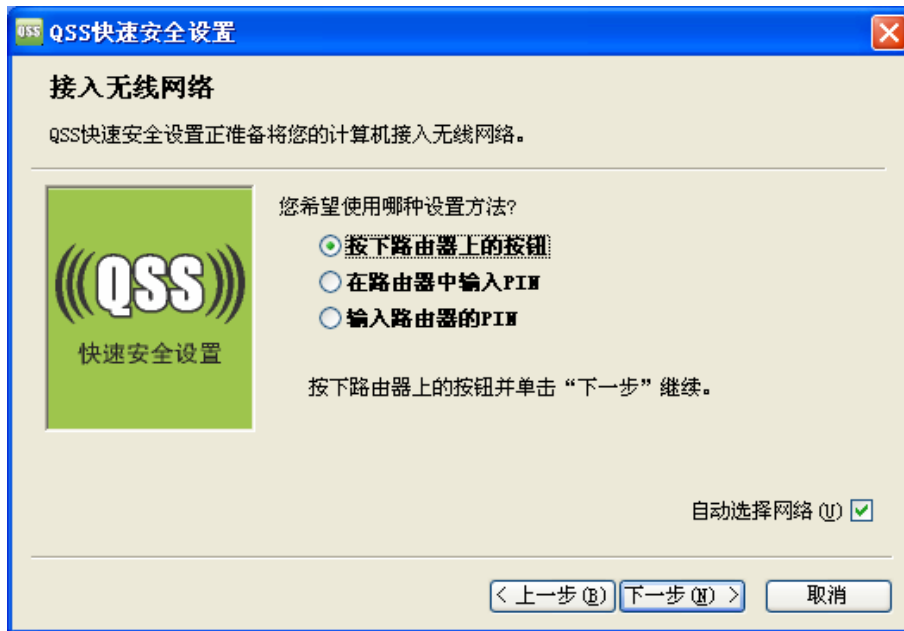 QSS QSS快速安全设置
接入无线网络
QSS快速安全设置正准备将您的计算机接入无线网络。
您希望使用哪种设置方法?
按下路由器上的按钮
在路由器中输入PIN
输入路由器的PIN
(((QSS)))
快速安全设置
按下路由器上的按钮并单击“下一步”继续。
自动选择网络(U)
< 上一步(B)
下一步(N) >
取消